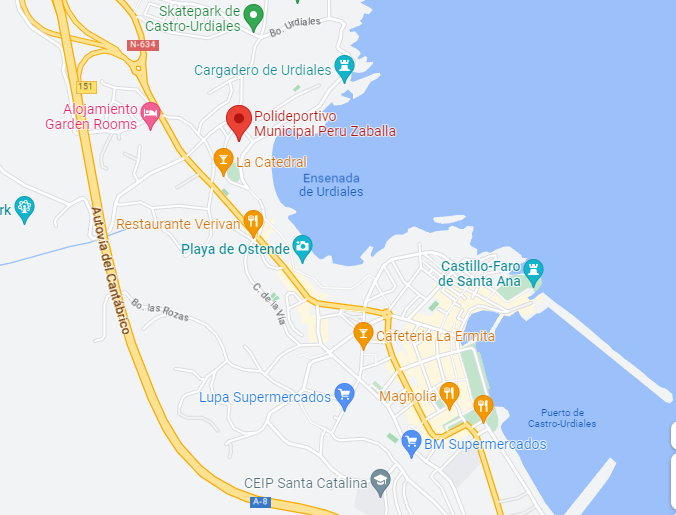 Skatepark de
Castro-Urdiales
Bo. Urdiales
N-634
Cargadero de Urdiales
151
Alojamiento
Garden Rooms
Polideportivo
Municipal Peru Zaballa
La Catedral
Ensenada
de Urdiales
rk
Restaurante Verivan
Autovía del Cantábrico
Playa de Ostende
Castillo-Faro
de Santa Ana
C. de la Vía
Bo. las Rozas
Cafeteria La Ermita
Lupa Supermercados
Magnolia
Puerto de
Castro-Urdiales
BM Supermercados
CEIP Santa Catalina
A-8